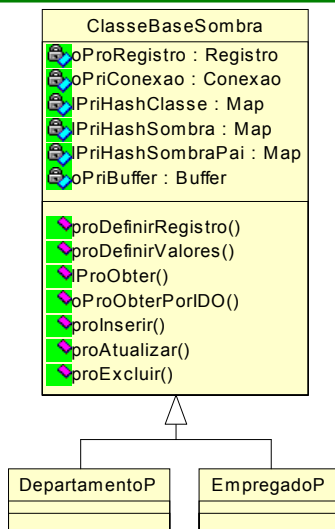 ClasseBaseSombra
oProRegistro : Registro
oPriConexao : Conexao
lPriHashClasse : Map
lPriHashSombra : Map
lPriHashSombraPai : Map
oPriBuffer : Buffer
proDefinirRegistro()
proDefinirValores()
lProObter()
oProObterPorIDO()
proInserir()
proAtualizar()
proExcluir()
DepartamentoP
EmpregadoP